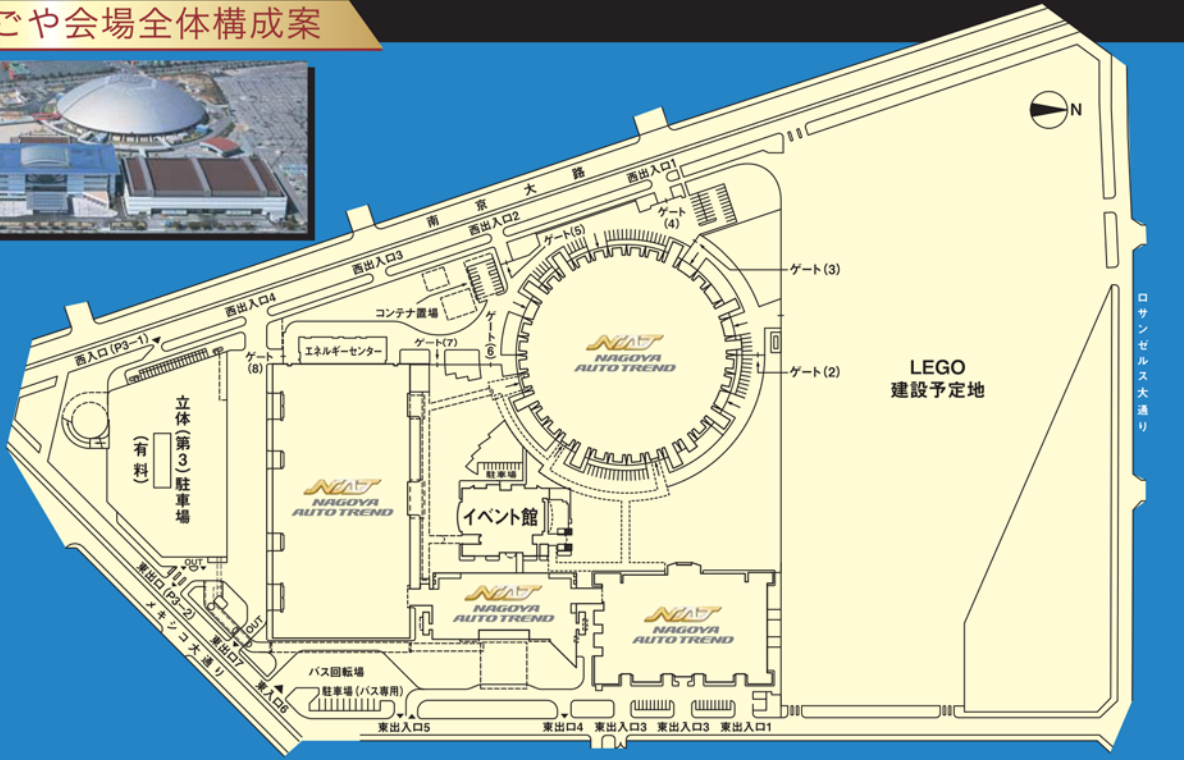 ごや会場全体構成案
N
南京大路
西出入口1
西出入口2
西出入口3
西出入口4
西入口(P3-1)
ゲート
(4)
ゲート(5)
ゲート(3)
ゲート(2)
コンテナ置場
ゲート(6)
ゲート(7)
ゲート
(8)
エネルギーセンター
NAT
NAGOYA
AUTO TREND
LEGO
建設予定地
ロサンゼルス大通り
立体(第3)駐車場
(有料)
NAT
NAGOYA
AUTO TREND
駐車場
イベント館
NAT
NAGOYA
AUTO TREND
NAT
NAGOYA
AUTO TREND
OUT
東出口(P3-2)
メキシコ大通り
OUT
東出口7
東入口6
バス回転場
駐車場(バス専用)
東出入口5
東出口4
東出入口3
東出入口3
東出入口1